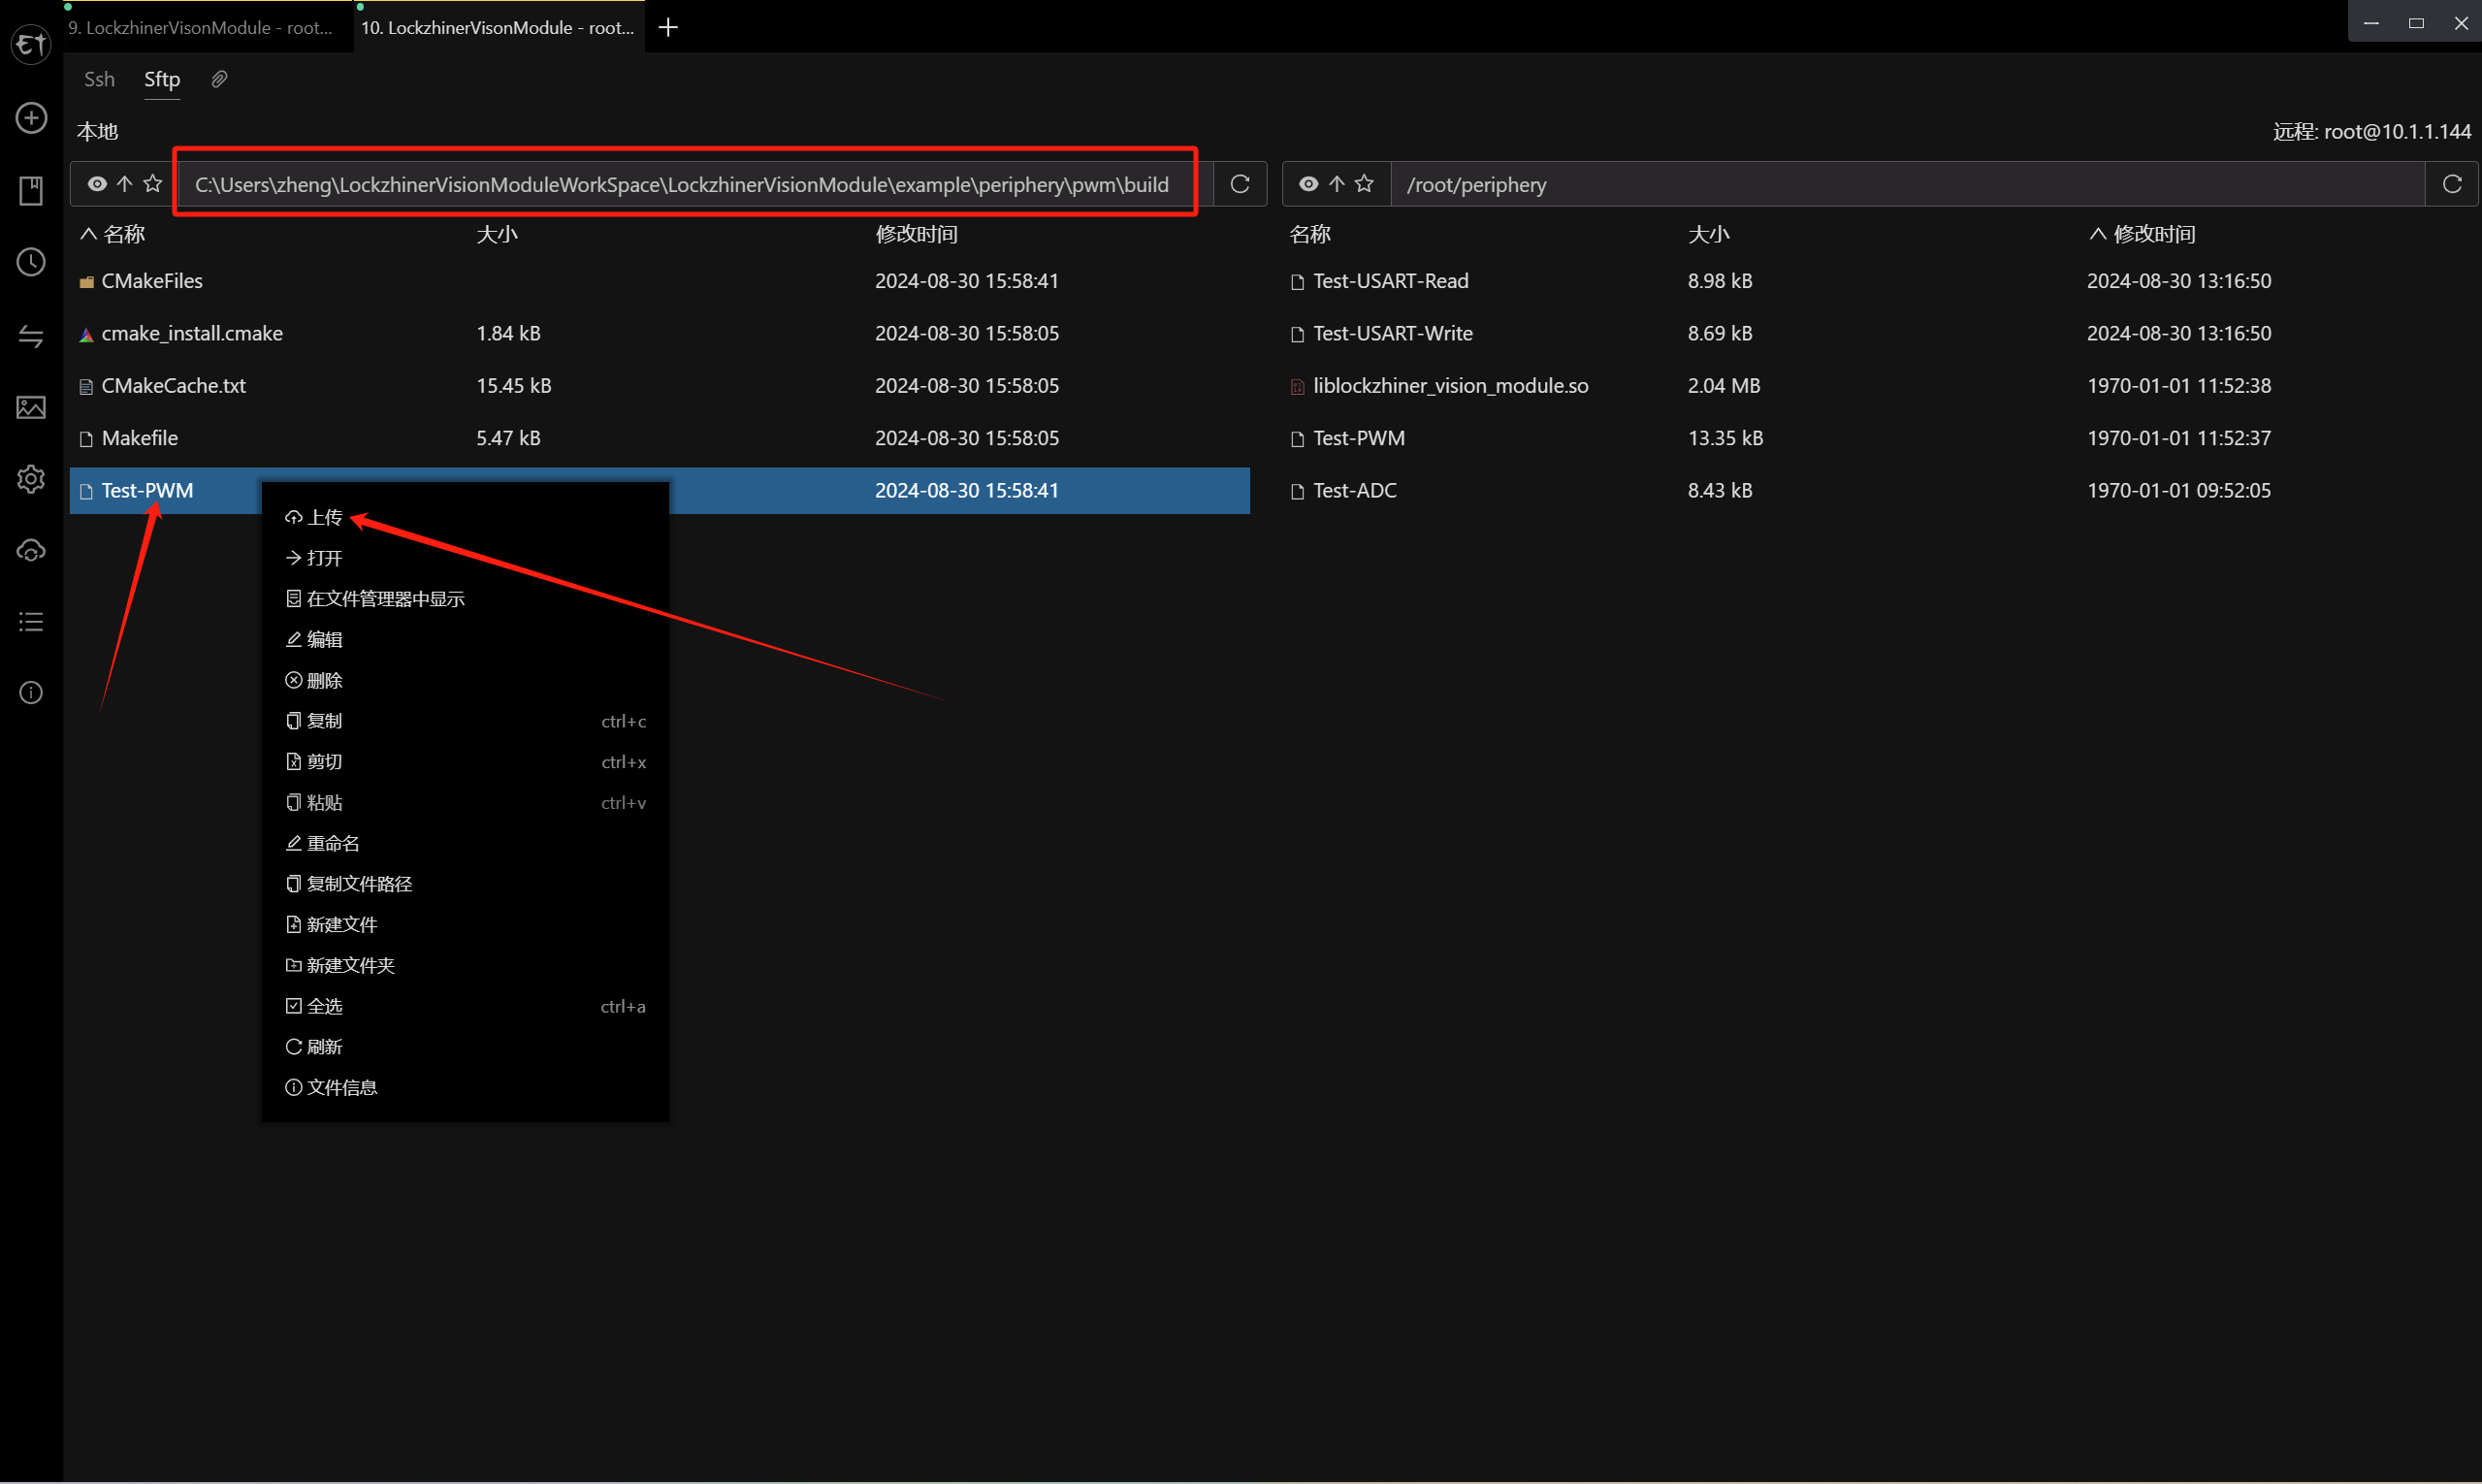 9. LockzhinerVisonModule - root...
10. LockzhinerVisonModule - root...
Ssh
Sftp
本地
远程: root@10.1.1.144
C:\Users\zheng\LockzhinerVisionModuleWorkSpace\LockzhinerVisionModule\example\periphery\pwm\build
/root/periphery
名称 大小 修改时间
名称 大小 修改时间
CMakeFiles 2024-08-30 15:58:41
Test-USART-Read 8.98 kB 2024-08-30 13:16:50
cmake_install.cmake 1.84 kB 2024-08-30 15:58:05
Test-USART-Write 8.69 kB 2024-08-30 13:16:50
CMakeCache.txt 15.45 kB 2024-08-30 15:58:05
liblockzhiner_vision_module.so 2.04 MB 1970-01-01 11:52:38
Makefile 5.47 kB 2024-08-30 15:58:05
Test-PWM 13.35 kB 1970-01-01 11:52:37
Test-PWM 2024-08-30 15:58:41
Test-ADC 8.43 kB 1970-01-01 09:52:05
上传
打开
在文件管理器中显示
编辑
删除
复制 ctrl+c
剪切 ctrl+x
粘贴 ctrl+v
重命名
复制文件路径
新建文件
新建文件夹
全选 ctrl+a
刷新
文件信息